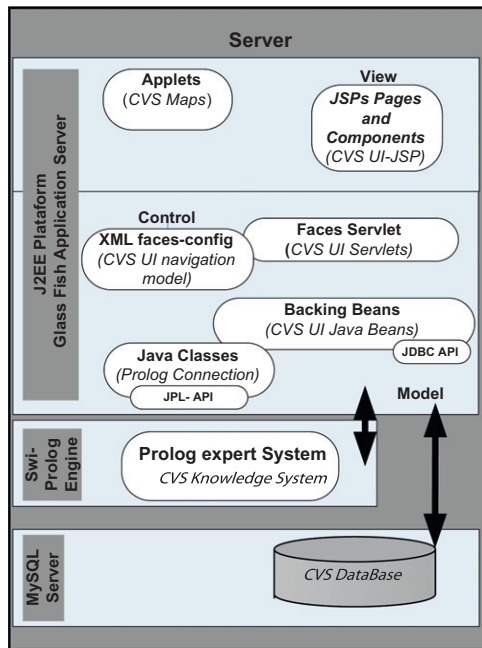 Server
J2EE Plataform
Glass Fish Application Server
Applets
(CVS Maps)
View
JSPs Pages
and
Components
(CVS UI-JSP)
Control
XML faces-config
(CVS UI navigation
model)
Faces Servlet
(CVS UI Servlets)
Backing Beans
(CVS UI Java Beans)
JDBC API
Java Classes
(Prolog Connection)
JPL- API
Model
Swi-
Prolog
Engine
Prolog expert System
CVS Knowledge System
MySQL
Server
CVS DataBase